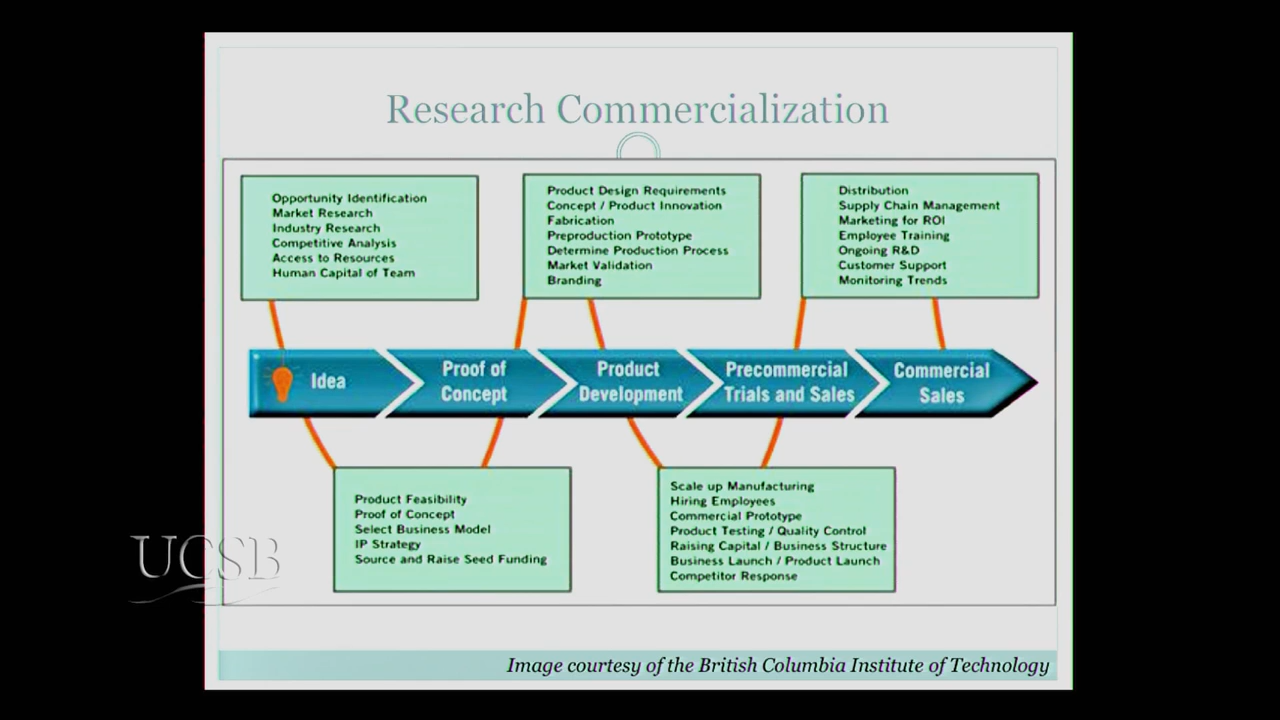 Research Commercialization
Opportunity Identification
Market Research
Industry Research
Competitive Analysis
Access to Resources
Human Capital of Team
Product Design Requirements
Concept / Product Innovation
Fabrication
Preproduction Prototype
Determine Production Process
Market Validation
Branding
Distribution
Supply Chain Management
Marketing for ROI
Employee Training
Ongoing R&D
Customer Support
Monitoring Trends
Idea
Proof of
Concept
Product
Development
Precommercial
Trials and Sales
Commercial
Sales
Product Feasibility
Proof of Concept
Select Business Model
IP Strategy
Source and Raise Seed Funding
Scale up Manufacturing
Hiring Employees
Commercial Prototype
Product Testing / Quality Control
Raising Capital / Business Structure
Business Launch / Product Launch
Competitor Response
UCSB
Image courtesy of the British Columbia Institute of Technology